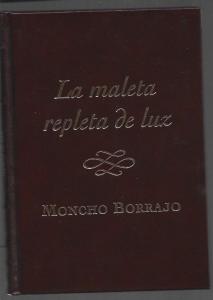 La maleta
repleta de luz
MONCHO BORRAJO